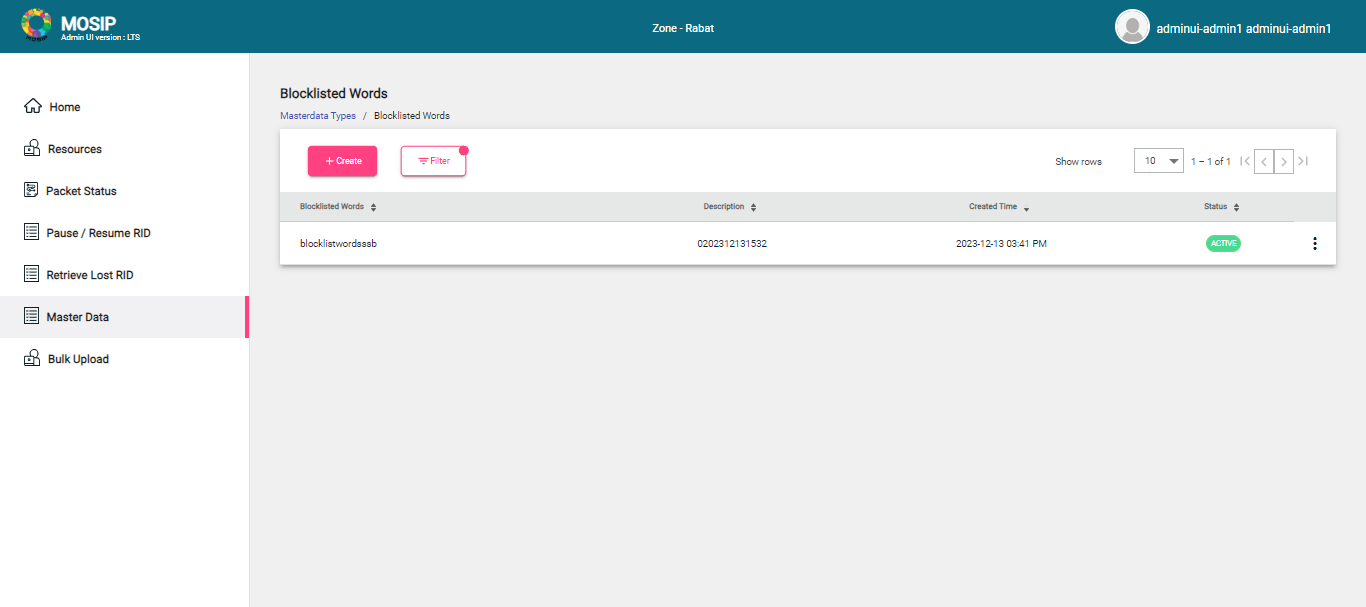 MOSIP
Admin UI version : LTS
Zone - Rabat
adminui-admin1 adminui-admin1
Home
Resources
Packet Status
Pause / Resume RID
Retrieve Lost RID
Master Data
Bulk Upload
Blocklisted Words
Masterdata Types / Blocklisted Words
+ Create
Filter
Show rows 10 1 – 1 of 1
Blocklisted Words Description Created Time Status
blocklistwordsssb 0202312131532 2023-12-13 03:41 PM ACTIVE